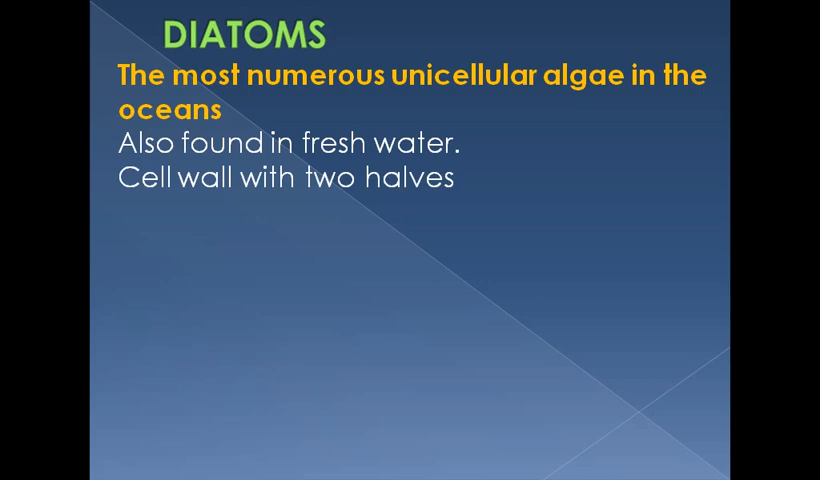 DIATOMS
The most numerous unicellular algae in the
oceans
Also found in fresh water.
Cell wall with two halves